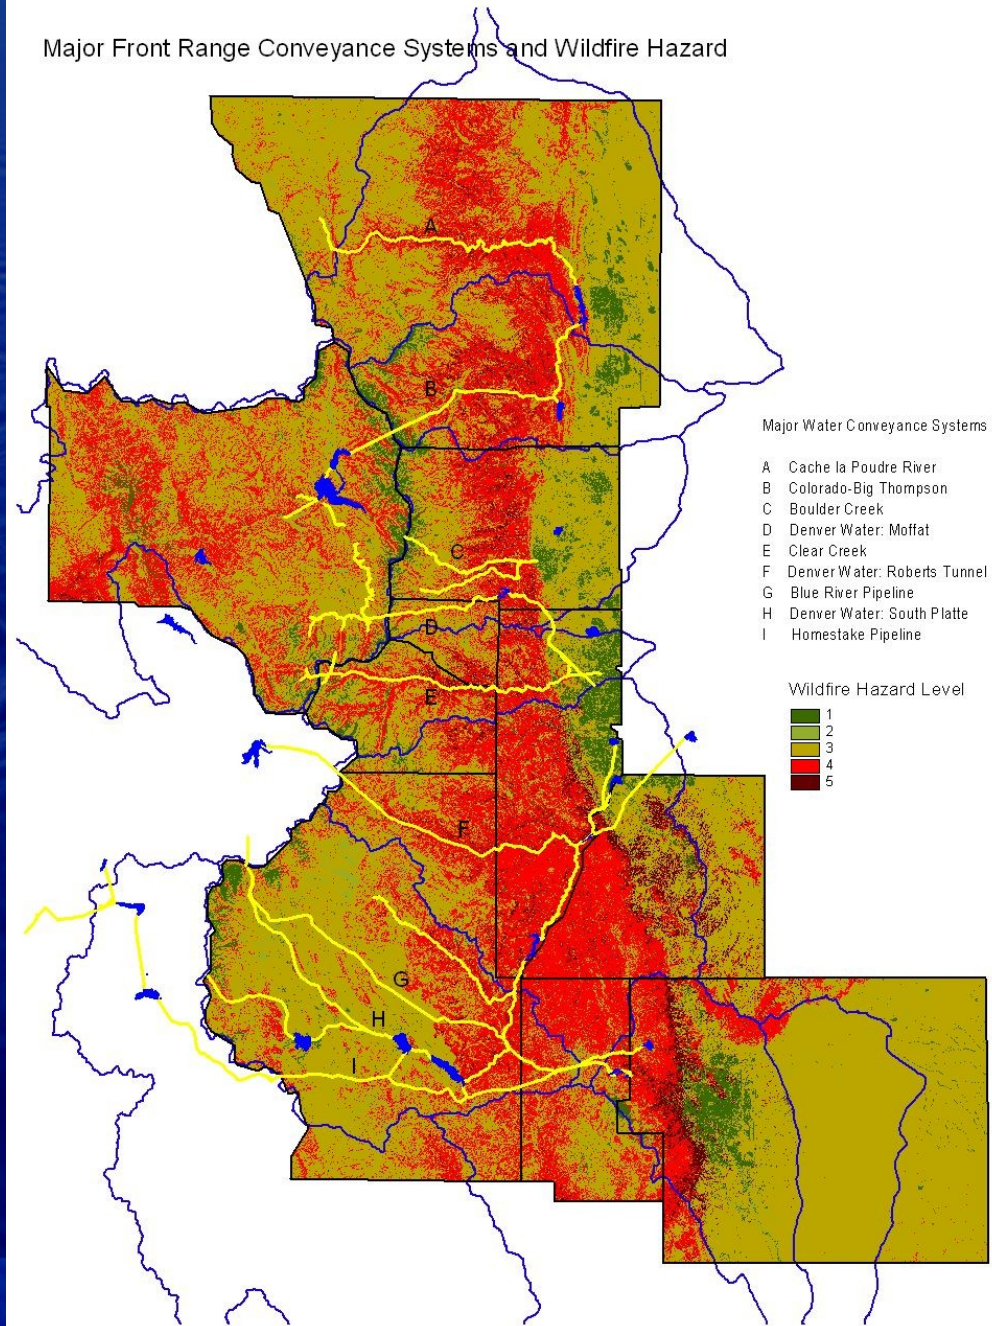 Major Front Range Conveyance Systems and Wildfire Hazard
A
B
C
D
E
F
G
H
I
Major Water Conveyance Systems
A Cache la Poudre River
B Colorado-Big Thompson
C Boulder Creek
D Denver Water: Moffat
E Clear Creek
F Denver Water: Roberts Tunnel
G Blue River Pipeline
H Denver Water: South Platte
I Homestake Pipeline
Wildfire Hazard Level
1
2
3
4
5